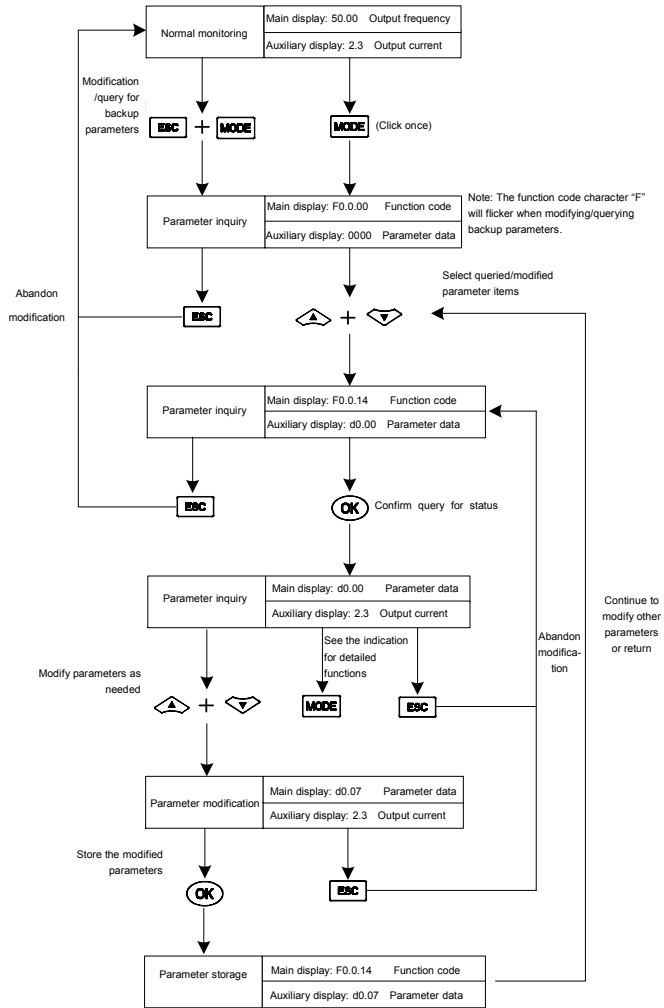 Normal monitoring
Main display: 50.00 Output frequency
Auxiliary display: 2.3 Output current
Modification
/query for
backup
parameters
ESC + MODE
MODE (Click once)
Parameter inquiry
Main display: F0.0.00 Function code
Auxiliary display: 0000 Parameter data
Note: The function code character “F”
will flicker when modifying/querying
backup parameters.
Select queried/modified
parameter items
Abandon
modification
ESC
+
Parameter inquiry
Main display: F0.0.14 Function code
Auxiliary display: d0.00 Parameter data
ESC
OK Confirm query for status
Parameter inquiry
Main display: d0.00 Parameter data
Auxiliary display: 2.3 Output current
Continue to
modify other
parameters
or return
Abandon
modifica-
tion
See the indication
for detailed
functions
Modify parameters as
needed
+
MODE
ESC
Parameter modification
Main display: d0.07 Parameter data
Auxiliary display: 2.3 Output current
Store the modified
parameters
OK
ESC
Parameter storage
Main display: F0.0.14 Function code
Auxiliary display: d0.07 Parameter data